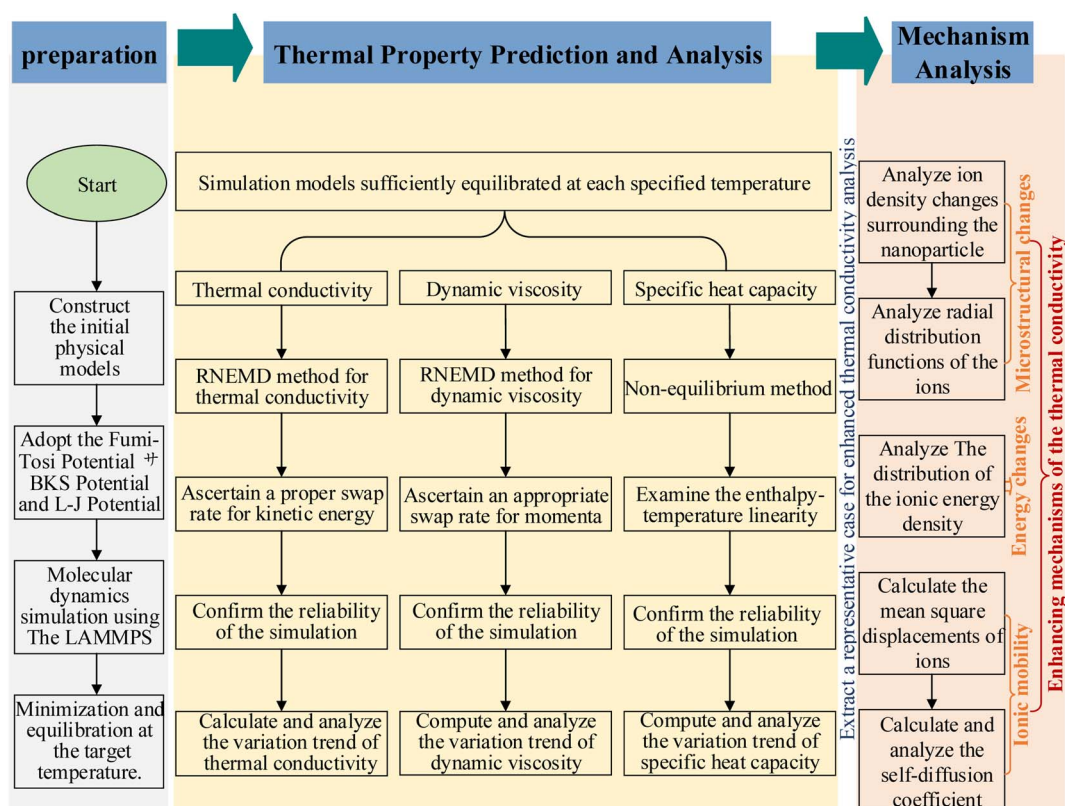 preparation
Thermal Property Prediction and Analysis
Mechanism
Analysis
Start
Construct
the initial
physical
models
Adopt the Fumi-
Tosi Potential
BKS Potential
and L-J Potential
Molecular
dynamics
simulation using
The LAMMPS
Minimization and
equilibration at
the target
temperature.
Simulation models sufficiently equilibrated at each specified temperature
Thermal conductivity
RNEMD method for
thermal conductivity
Ascertain a proper swap
rate for kinetic energy
Confirm the reliability
of the simulation
Calculate and analyze
the variation trend of
thermal conductivity
Dynamic viscosity
RNEMD method for
dynamic viscosity
Ascertain an appropriate
swap rate for momenta
Confirm the reliability
of the simulation
Compute and analyze
the variation trend of
dynamic viscosity
Specific heat capacity
Non-equilibrium method
Examine the enthalpy-
temperature linearity
Confirm the reliability
of the simulation
Compute and analyze
the variation trend of
specific heat capacity
Extract a representative case for enhanced thermal conductivity analysis
Analyze ion
density changes
surrounding the
nanoparticle
Analyze radial
distribution
functions of the
ions
Analyze The
distribution of
the ionic energy
density
Calculate the
mean square
displacements of
ions
Calculate and
analyze the
self-diffusion
coefficient
Microstructural changes
Energy changes
Ionic mobility
Enhancing mechanisms of the thermal conductivity